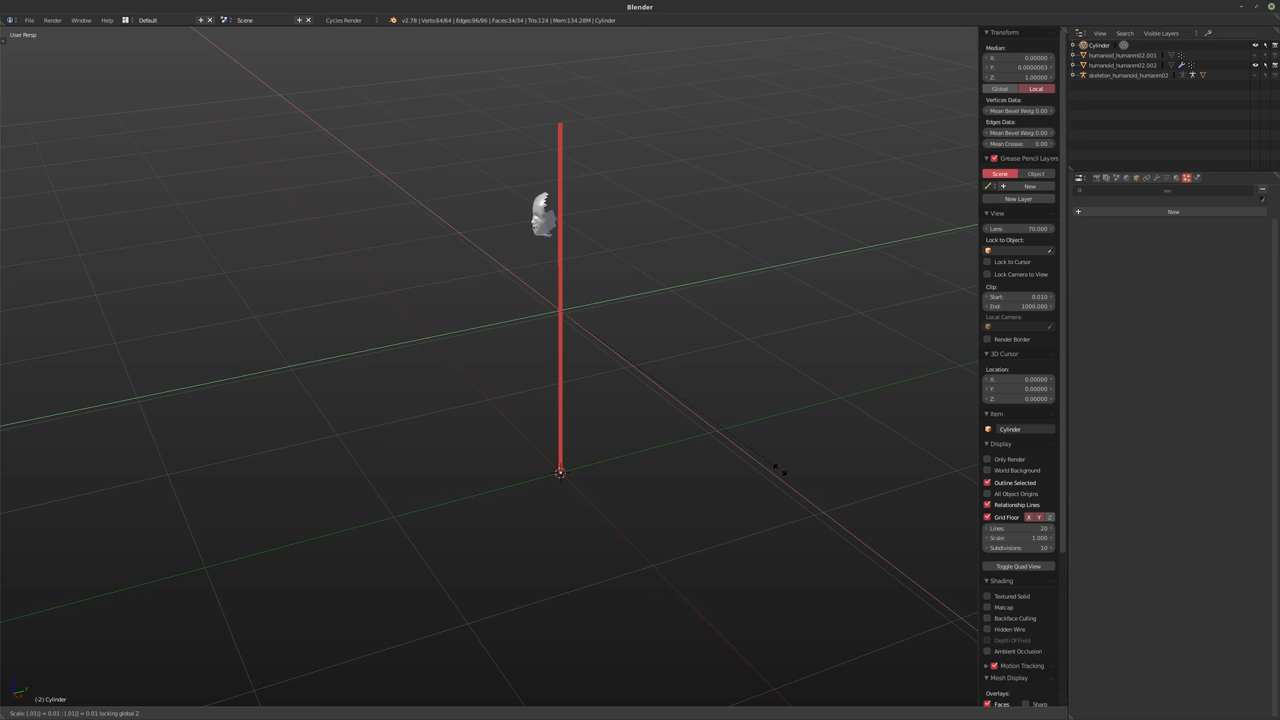 Blender
File Render Window Help Default Scene Cycles Render v2.78 | Verts:64/64 | Edges:96/96 | Faces:34/34 | Tris:124 | Mem:134.28M | Cylinder
User Persp
Transform
Median:
X: 0.00000
Y: 0.0000003
Z: 1.00000
Global Local
Vertices Data:
Mean Bevel Weig:0.00
Edges Data:
Mean Bevel Weig:0.00
Mean Crease: 0.00
Grease Pencil Layers
Scene Object
New
New Layer
View
Lens: 70.000
Lock to Object:
Lock to Cursor
Lock Camera to View
Clip:
Start: 0.010
End: 1000.000
Local Camera:
Render Border
3D Cursor
Location:
X: 0.00000
Y: 0.00000
Z: 0.00000
Item
Cylinder
Display
Only Render
World Background
Outline Selected
All Object Origins
Relationship Lines
Grid Floor X Y Z
Lines: 20
Scale: 1.000
Subdivisions: 10
Toggle Quad View
Shading
Textured Solid
Matcap
Backface Culling
Hidden Wire
Depth Of Field
Ambient Occlusion
Motion Tracking
Mesh Display
Overlays:
Faces Sharp
View Search Visible Layers
Cylinder
humanoid_humanm02.001
humanoid_humanm02.002
skeleton_humanoid_humanm02
New
(-2) Cylinder
Scale: [.01|] = 0.01 : [.01|] = 0.01 locking global Z